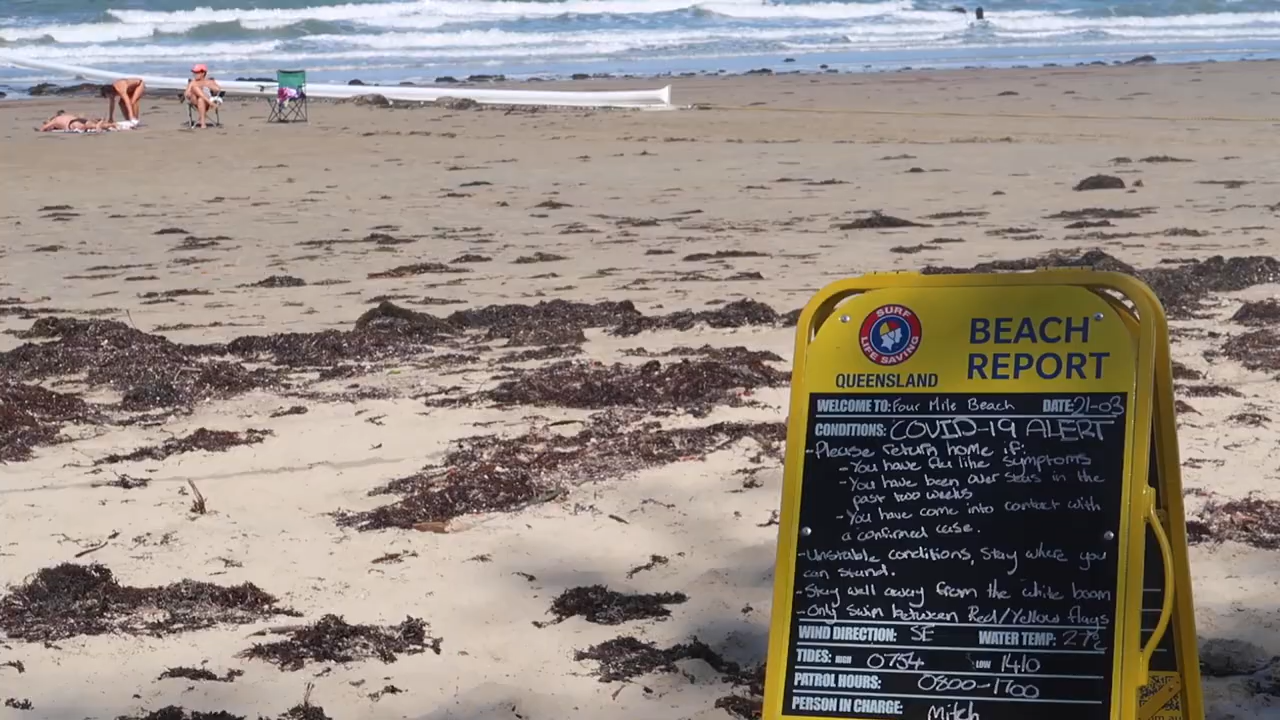 SURF
LIFE SAVING
QUEENSLAND
BEACH
REPORT
WELCOME TO: Four Mile Beach DATE: 21-03
CONDITIONS: COVID-19 ALERT
- Please return home if:
- You have flu like symptoms
- You have been over seas in the
past two weeks
- You have come into contact with
a confirmed case.
- Unstable conditions, stay where you
can stand.
- Stay well away from the white boom
- Only swim between Red/Yellow flags
WIND DIRECTION: SE WATER TEMP: 27°c
TIDES: HIGH 0754 LOW 1410
PATROL HOURS: 0800-1700
PERSON IN CHARGE: Mitch